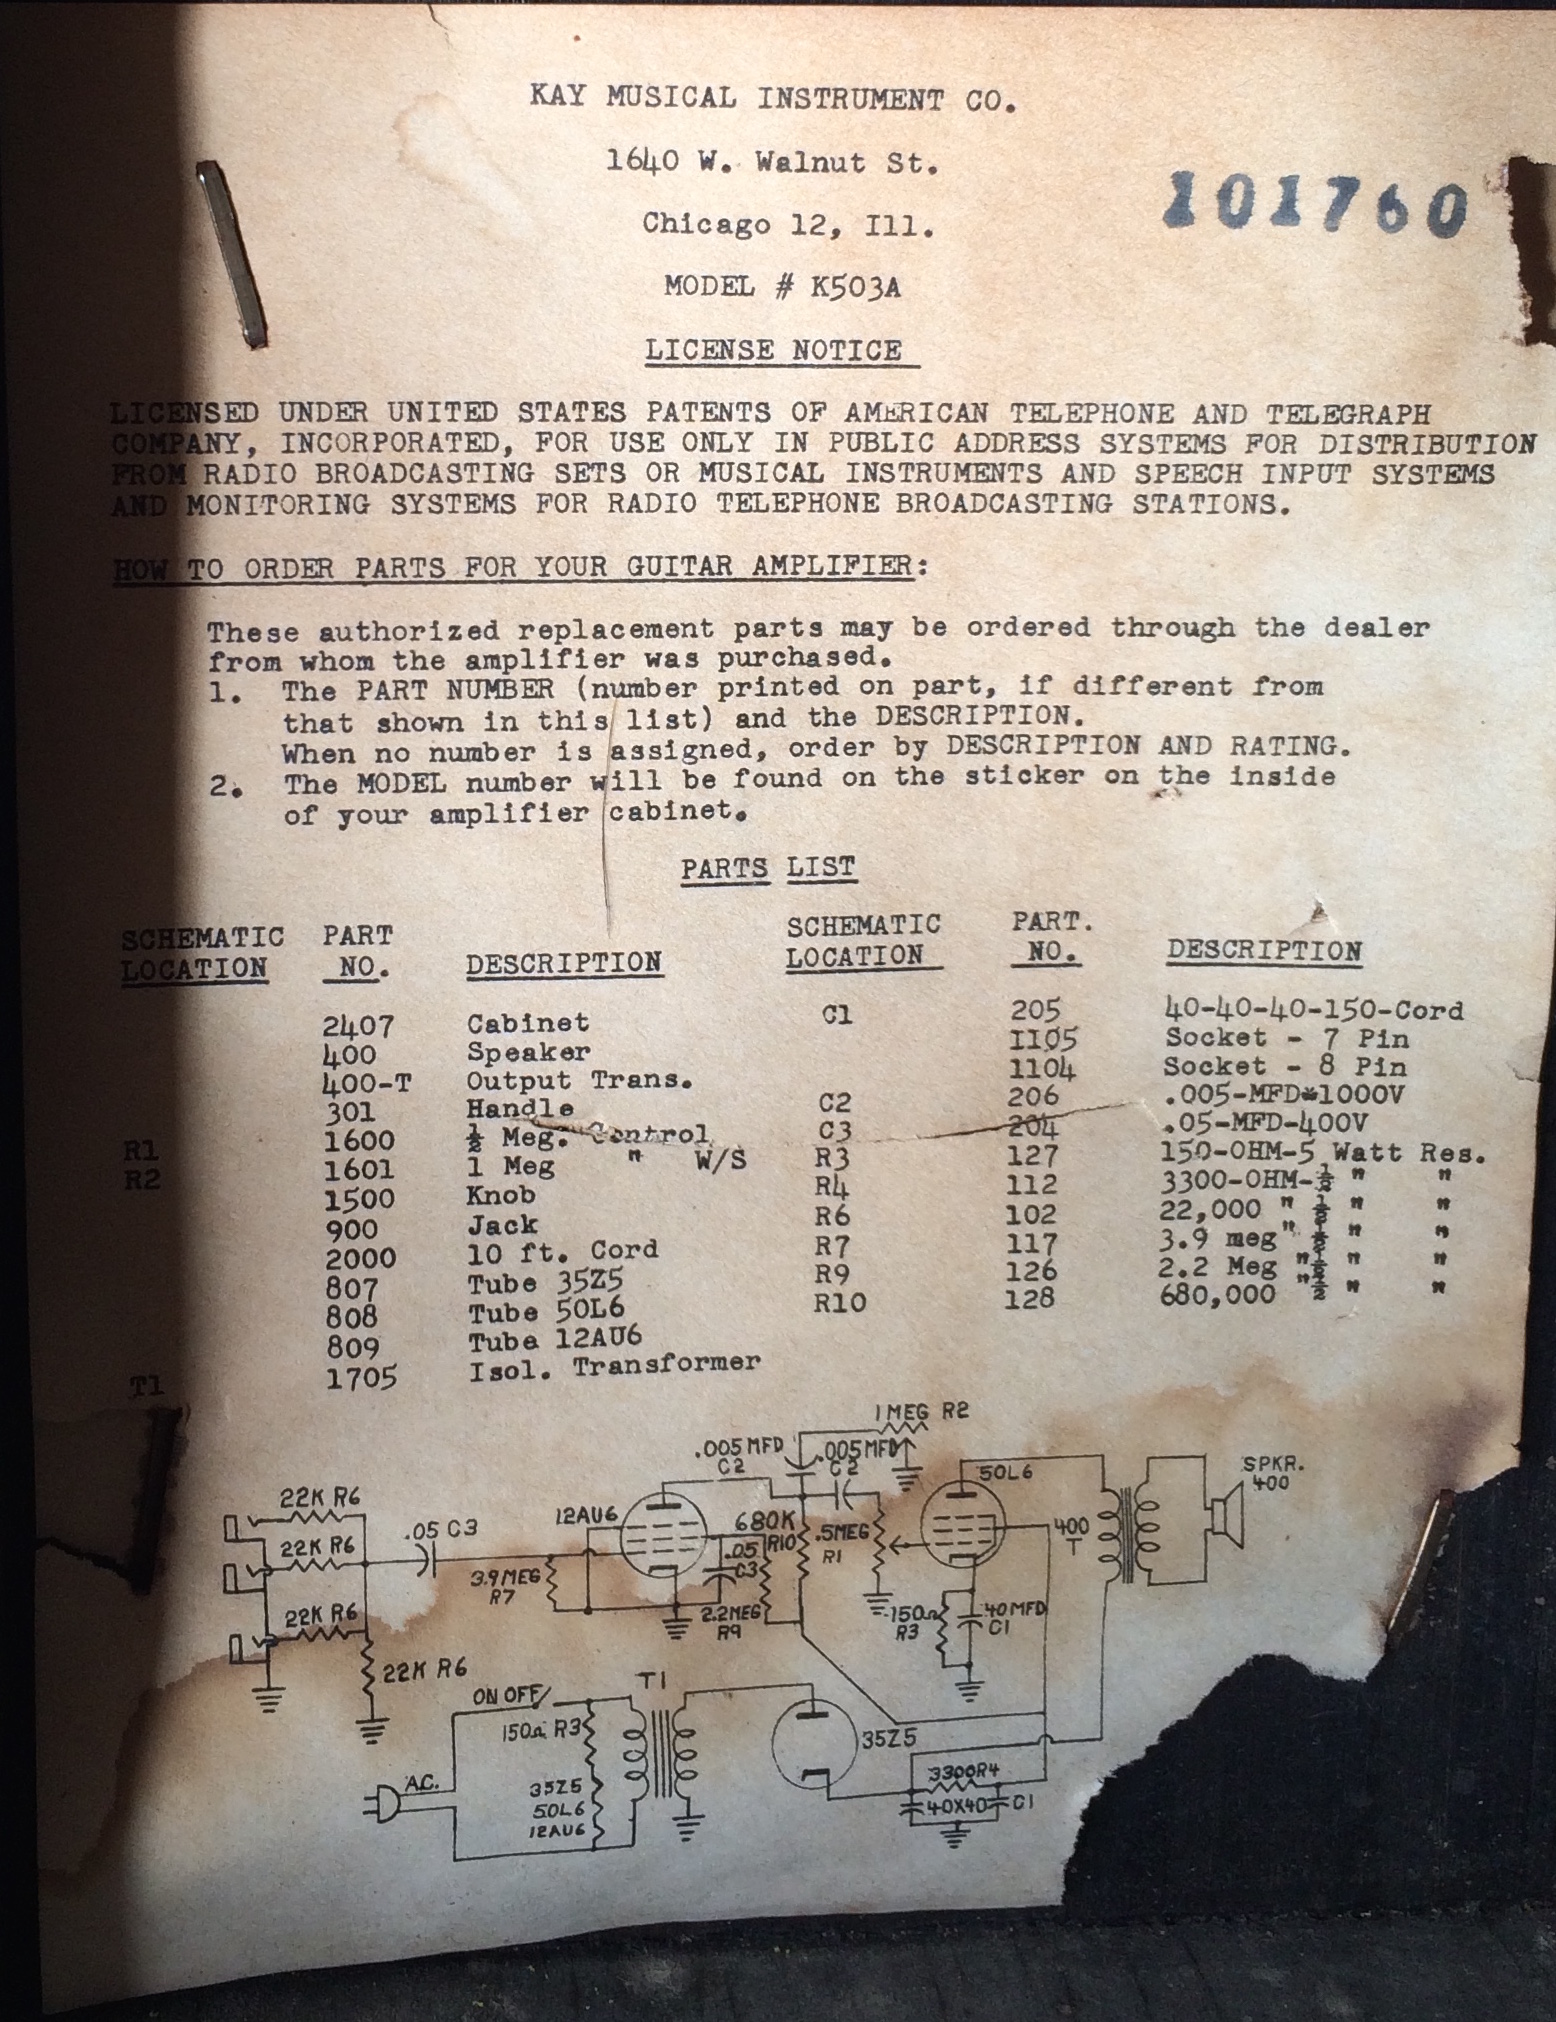 KAY MUSICAL INSTRUMENT CO.
1640 W. Walnut St.
101760
Chicago 12, Ill.
MODEL # K503A
LICENSE NOTICE
LICENSED UNDER UNITED STATES PATENTS OF AMERICAN TELEPHONE AND TELEGRAPH
COMPANY, INCORPORATED, FOR USE ONLY IN PUBLIC ADDRESS SYSTEMS FOR DISTRIBUTION
FROM RADIO BROADCASTING SETS OR MUSICAL INSTRUMENTS AND SPEECH INPUT SYSTEMS
AND MONITORING SYSTEMS FOR RADIO TELEPHONE BROADCASTING STATIONS.
HOW TO ORDER PARTS FOR YOUR GUITAR AMPLIFIER:
These authorized replacement parts may be ordered through the dealer
from whom the amplifier was purchased.
1. The PART NUMBER (number printed on part, if different from
that shown in this list) and the DESCRIPTION.
When no number is assigned, order by DESCRIPTION AND RATING.
2. The MODEL number will be found on the sticker on the inside
of your amplifier cabinet.
PARTS LIST
SCHEMATIC PART
LOCATION NO. DESCRIPTION
2407 Cabinet
400 Speaker
400-T Output Trans.
301 Handle
R1 1600 ½ Meg. Control
R2 1601 1 Meg " W/S
1500 Knob
900 Jack
2000 10 ft. Cord
807 Tube 35Z5
808 Tube 50L6
809 Tube 12AU6
T1 1705 Isol. Transformer
SCHEMATIC PART.
LOCATION NO. DESCRIPTION
C1 205 40-40-40-150-Cord
1105 Socket - 7 Pin
1104 Socket - 8 Pin
C2 206 .005-MFD-1000V
C3 204 .05-MFD-400V
R3 127 150-OHM-5 Watt Res.
R4 112 3300-OHM-½ " "
R6 102 22,000 " ½ " "
R7 117 3.9 meg " ½ " "
R9 126 2.2 Meg " ½ " "
R10 128 680,000 " ½ " "
1 MEG R2
.005 MFD
C2
.005 MFD
C2
50L6
SPKR.
400
22K R6
.05 C3
12AU6
680K
R10
.5MEG
R1
400
T
22K R6
3.9 MEG
R7
.05
C3
22K R6
2.2 MEG
R9
150Ω
R3
40 MFD
C1
22K R6
ON OFF
T1
150Ω R3
35Z5
A.C.
35Z5
50L6
12AU6
3300 R4
40X40 C1